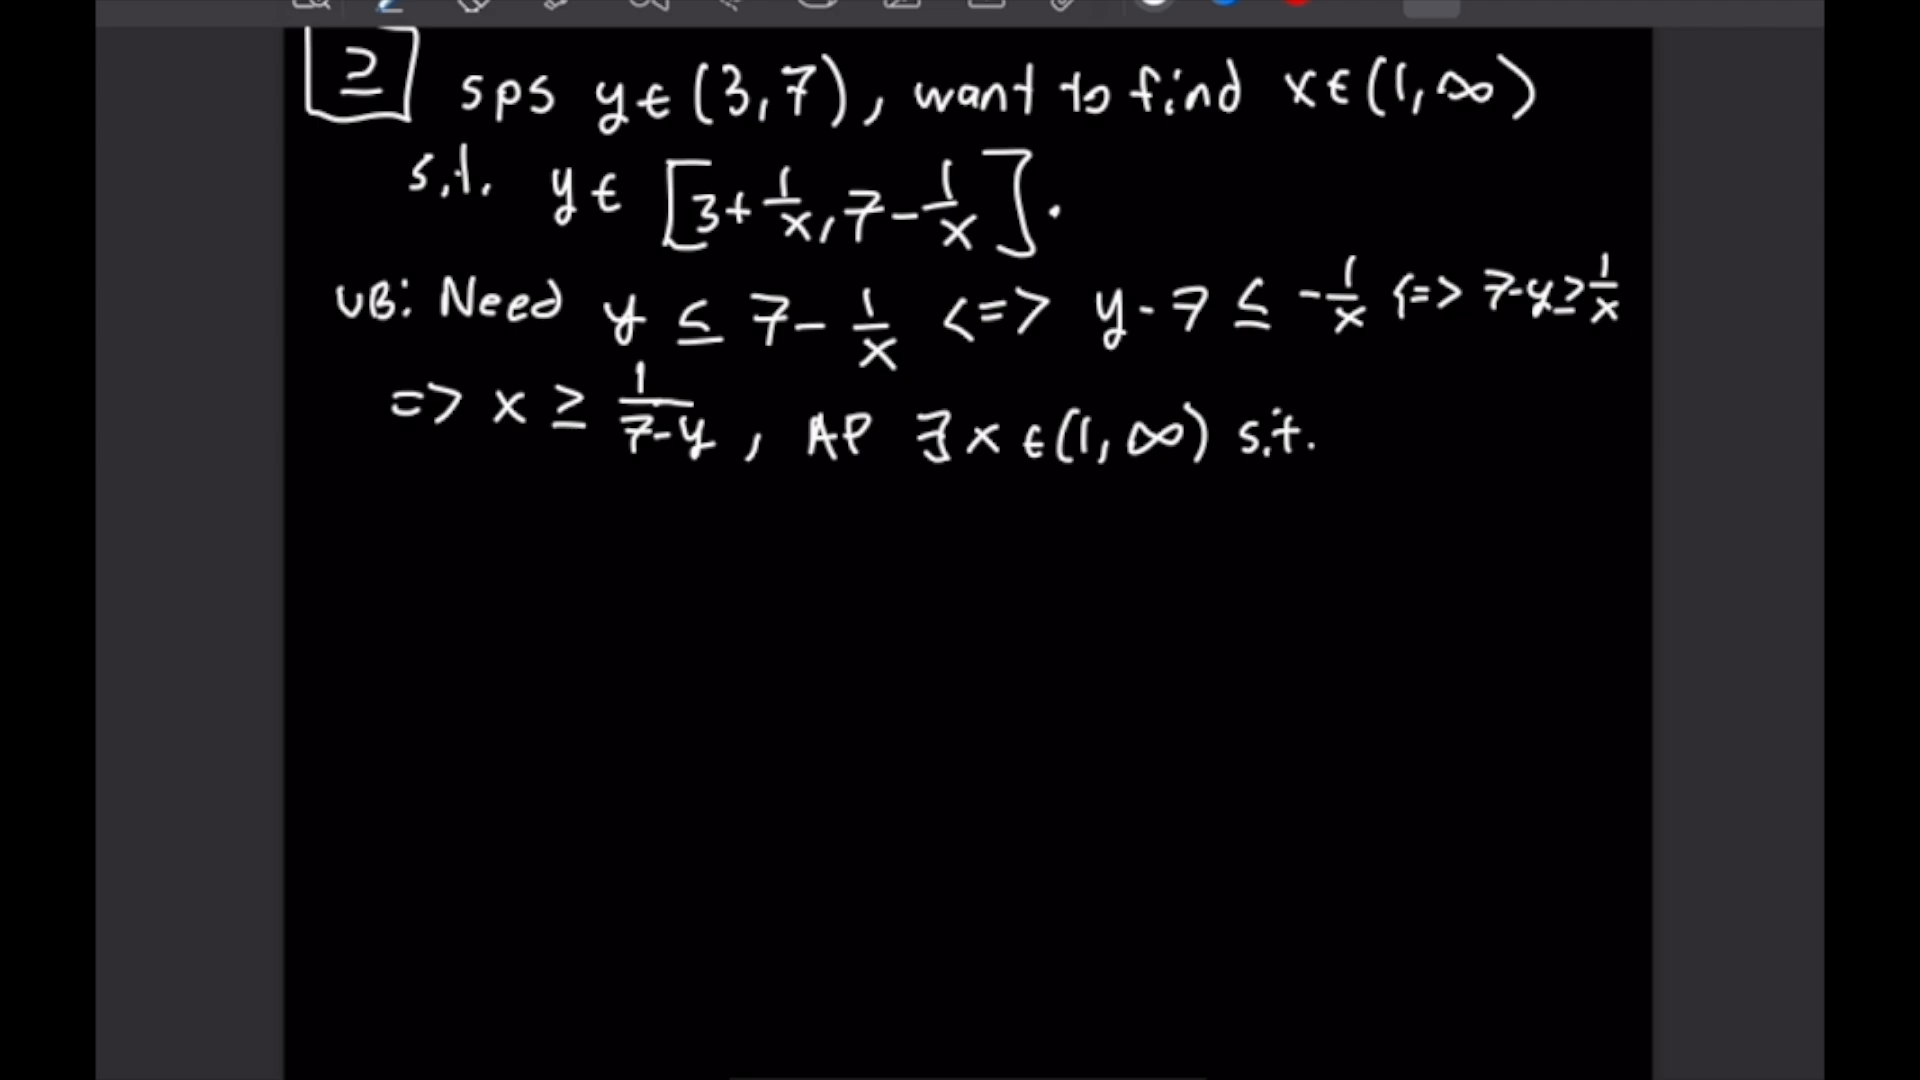 ⊇ sps y∈(3,7), want to find x∈(1,∞)
s.t. y∈ [3+1/x, 7-1/x].
UB: Need y ≤ 7-1/x <=> y-7 ≤ -1/x <=> 7-y≥1/x
=> x ≥ 1/(7-y), AP ∃x∈(1,∞) s.t.